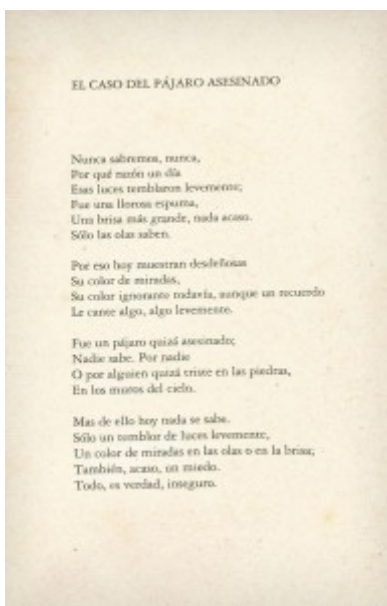 EL CASO DEL PÁJARO ASESINADO
Nunca sabremos, nunca,
Por qué razón un día
Esas luces temblaron levemente;
Fue una llorosa espuma,
Una brisa más grande, nada acaso.
Sólo las olas saben.
Por eso hoy muestran desdeñosas
Su color de miradas,
Su color ignorante todavía, aunque un recuerdo
Le cante algo, algo levemente.
Fue un pájaro quizá asesinado;
Nadie sabe. Por nadie
O por alguien quizá triste en las piedras,
En los muros del cielo.
Mas de ello hoy nada se sabe.
Sólo un temblor de luces levemente,
Un color de miradas en las olas o en la brisa;
También, acaso, un miedo.
Todo, es verdad, inseguro.